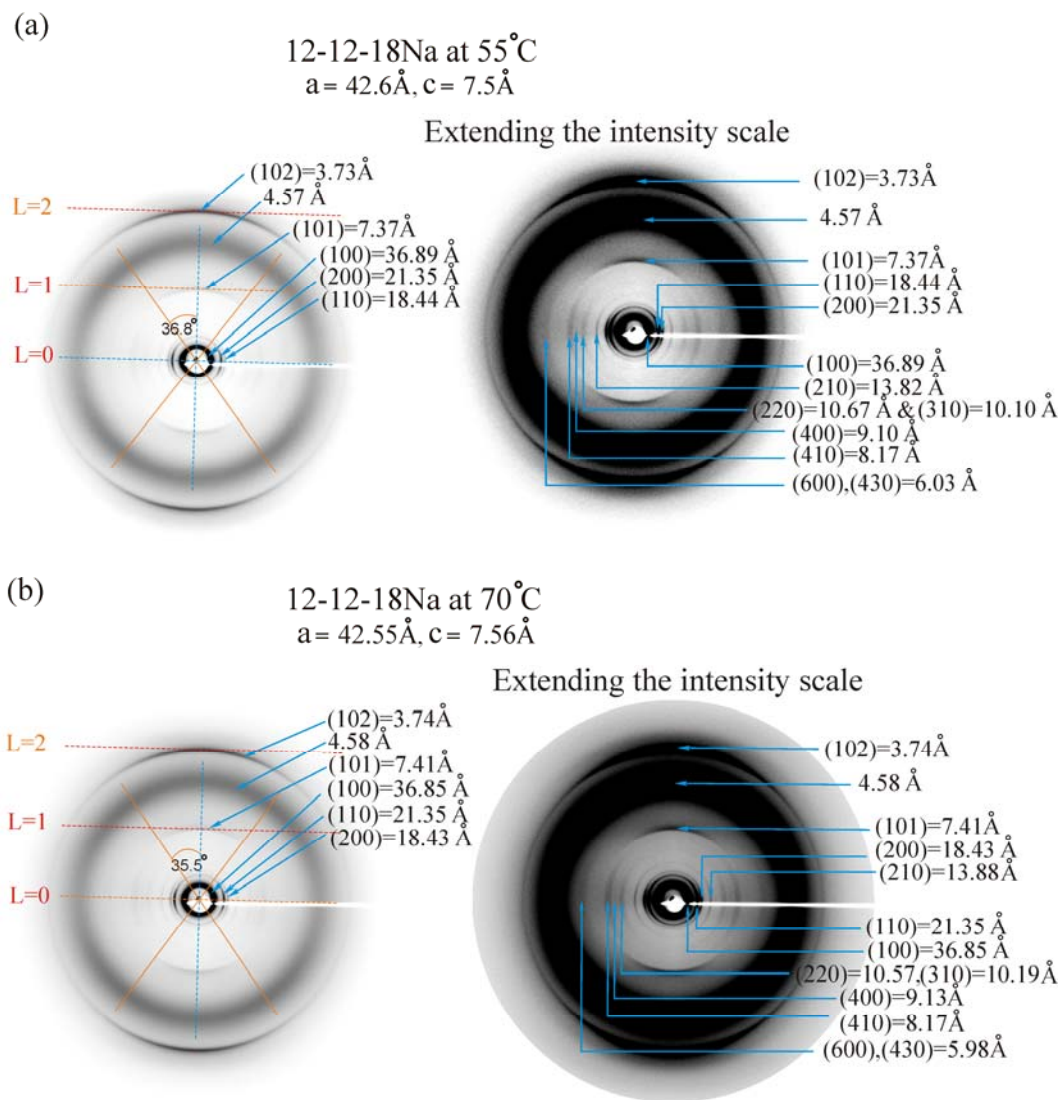 (a)
12-12-18Na at 55°C
a = 42.6Å, c = 7.5Å
Extending the intensity scale
L=2
L=1
L=0
36.8°
(102)=3.73Å
4.57 Å
(101)=7.37Å
(100)=36.89 Å
(200)=21.35 Å
(110)=18.44 Å
(102)=3.73Å
4.57 Å
(101)=7.37Å
(110)=18.44 Å
(200)=21.35 Å
(100)=36.89 Å
(210)=13.82 Å
(220)=10.67 Å & (310)=10.10 Å
(400)=9.10 Å
(410)=8.17 Å
(600),(430)=6.03 Å
(b)
12-12-18Na at 70°C
a = 42.55Å, c = 7.56Å
Extending the intensity scale
L=2
L=1
L=0
35.5°
(102)=3.74Å
4.58 Å
(101)=7.41Å
(100)=36.85 Å
(110)=21.35 Å
(200)=18.43 Å
(102)=3.74Å
4.58 Å
(101)=7.41Å
(200)=18.43 Å
(210)=13.88 Å
(110)=21.35 Å
(100)=36.85 Å
(220)=10.57,(310)=10.19Å
(400)=9.13Å
(410)=8.17Å
(600),(430)=5.98Å